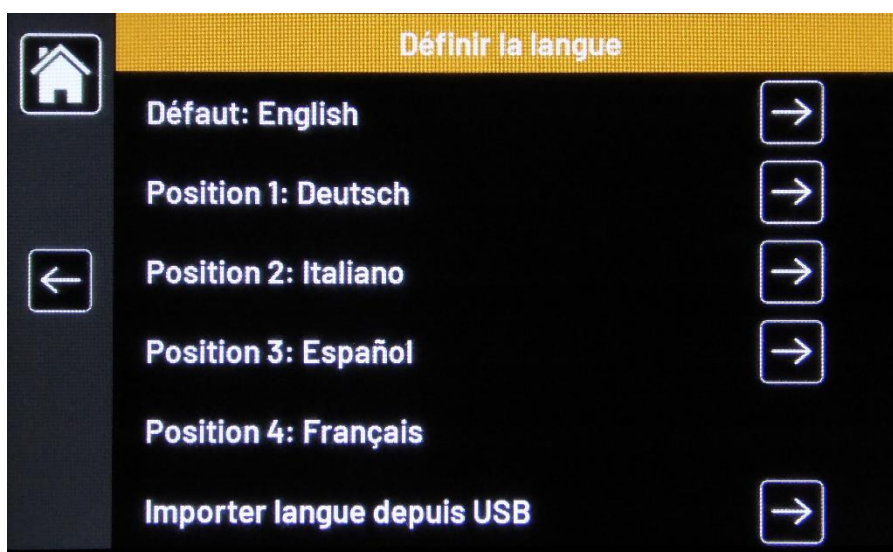 Définir la langue
Défaut: English
Position 1: Deutsch
Position 2: Italiano
Position 3: Español
Position 4: Français
Importer langue depuis USB